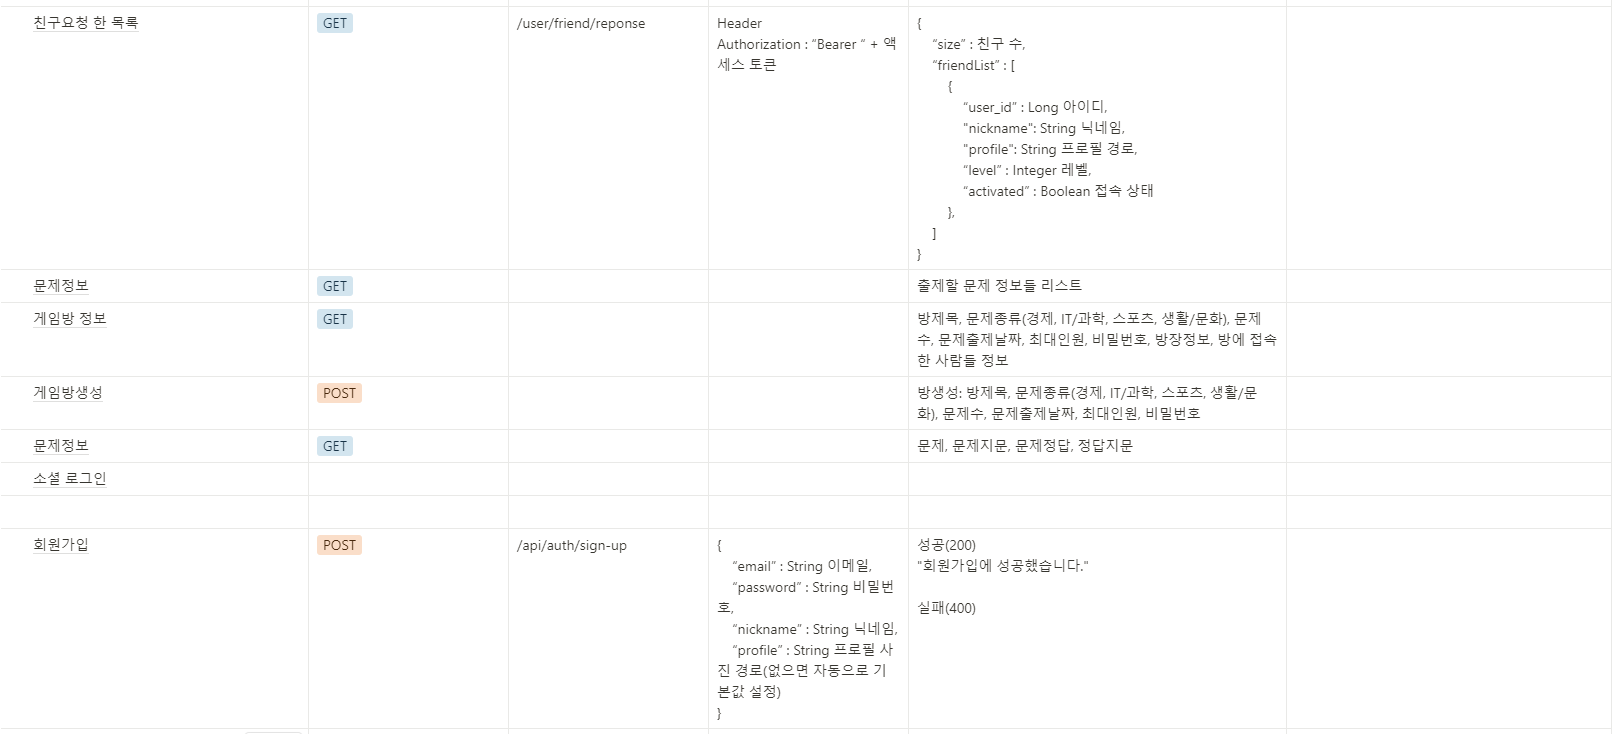 친구요청 한 목록
GET
/user/friend/reponse
Header
Authorization : “Bearer “ + 액
세스 토큰
{
“size” : 친구 수,
“friendList” : [
{
“user_id” : Long 아이디,
"nickname": String 닉네임,
"profile": String 프로필 경로,
“level” : Integer 레벨,
“activated” : Boolean 접속 상태
},
]
}
문제정보
GET
출제할 문제 정보들 리스트
게임방 정보
GET
방제목, 문제종류(경제, IT/과학, 스포츠, 생활/문화), 문제
수, 문제출제날짜, 최대인원, 비밀번호, 방장정보, 방에 접속
한 사람들 정보
게임방생성
POST
방생성: 방제목, 문제종류(경제, IT/과학, 스포츠, 생활/문
화), 문제수, 문제출제날짜, 최대인원, 비밀번호
문제정보
GET
문제, 문제지문, 문제정답, 정답지문
소셜 로그인
회원가입
POST
/api/auth/sign-up
{
“email” : String 이메일,
“password” : String 비밀번
호,
“nickname” : String 닉네임,
“profile” : String 프로필 사
진 경로(없으면 자동으로 기
본값 설정)
}
성공(200)
"회원가입에 성공했습니다."
실패(400)